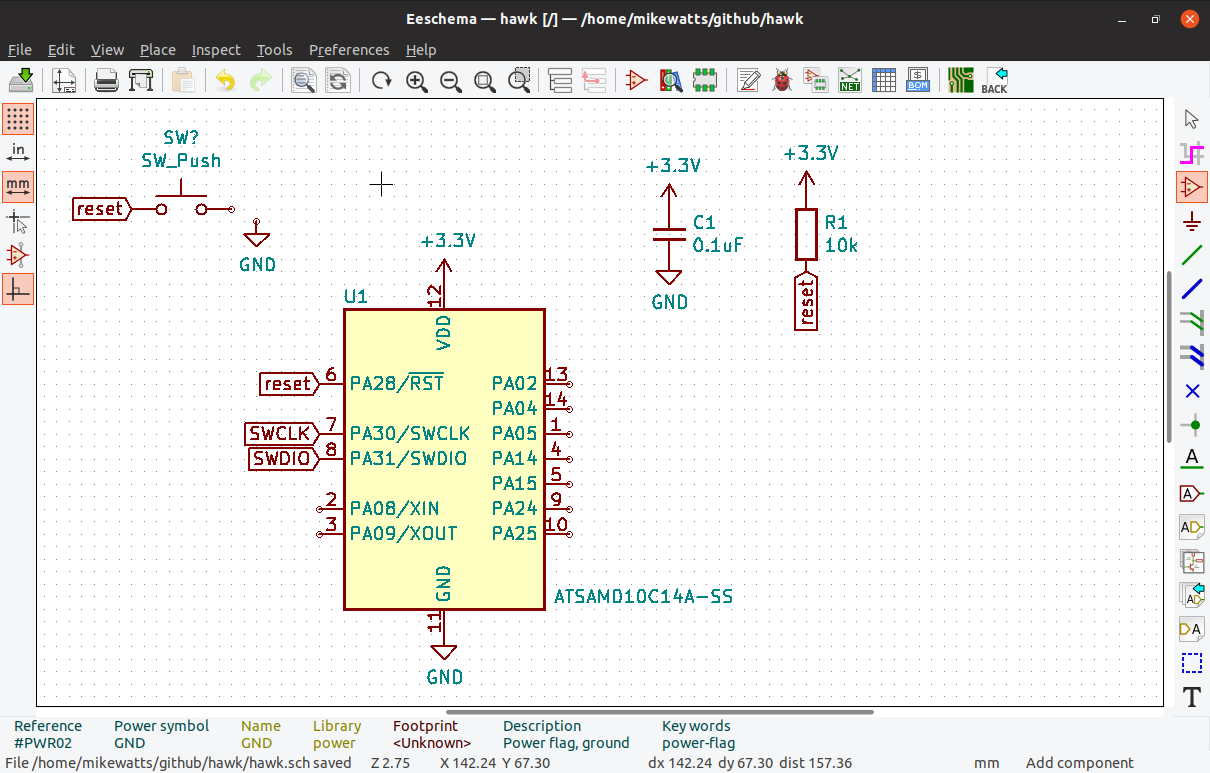 Eeschema — hawk [/] — /home/mikewatts/github/hawk
File Edit View Place Inspect Tools Preferences Help
NET
BOM
BACK
in
mm
SW?
SW_Push
reset
GND
+3.3V
12
U1
VDD
reset 6 PA28/RST
SWCLK 7 PA30/SWCLK
SWDIO 8 PA31/SWDIO
2 PA08/XIN
3 PA09/XOUT
PA02 13
PA04 14
PA05 1
PA14 4
PA15 5
PA24 9
PA25 10
GND
11
GND
ATSAMD10C14A-SS
+3.3V
C1
0.1uF
GND
+3.3V
R1
10k
reset
A
A
AD
AD
DA
T
Reference Power symbol Name Library Footprint Description Key words
#PWR02 GND GND power <Unknown> Power flag, ground power-flag
File /home/mikewatts/github/hawk/hawk.sch saved Z 2.75 X 142.24 Y 67.30 dx 142.24 dy 67.30 dist 157.36 mm Add component